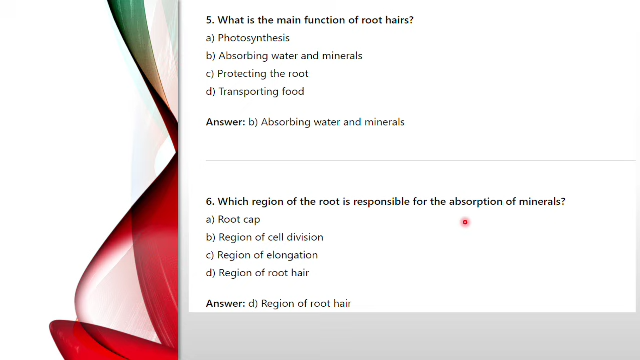 5. What is the main function of root hairs?
a) Photosynthesis
b) Absorbing water and minerals
c) Protecting the root
d) Transporting food
Answer: b) Absorbing water and minerals
6. Which region of the root is responsible for the absorption of minerals?
a) Root cap
b) Region of cell division
c) Region of elongation
d) Region of root hair
Answer: d) Region of root hair